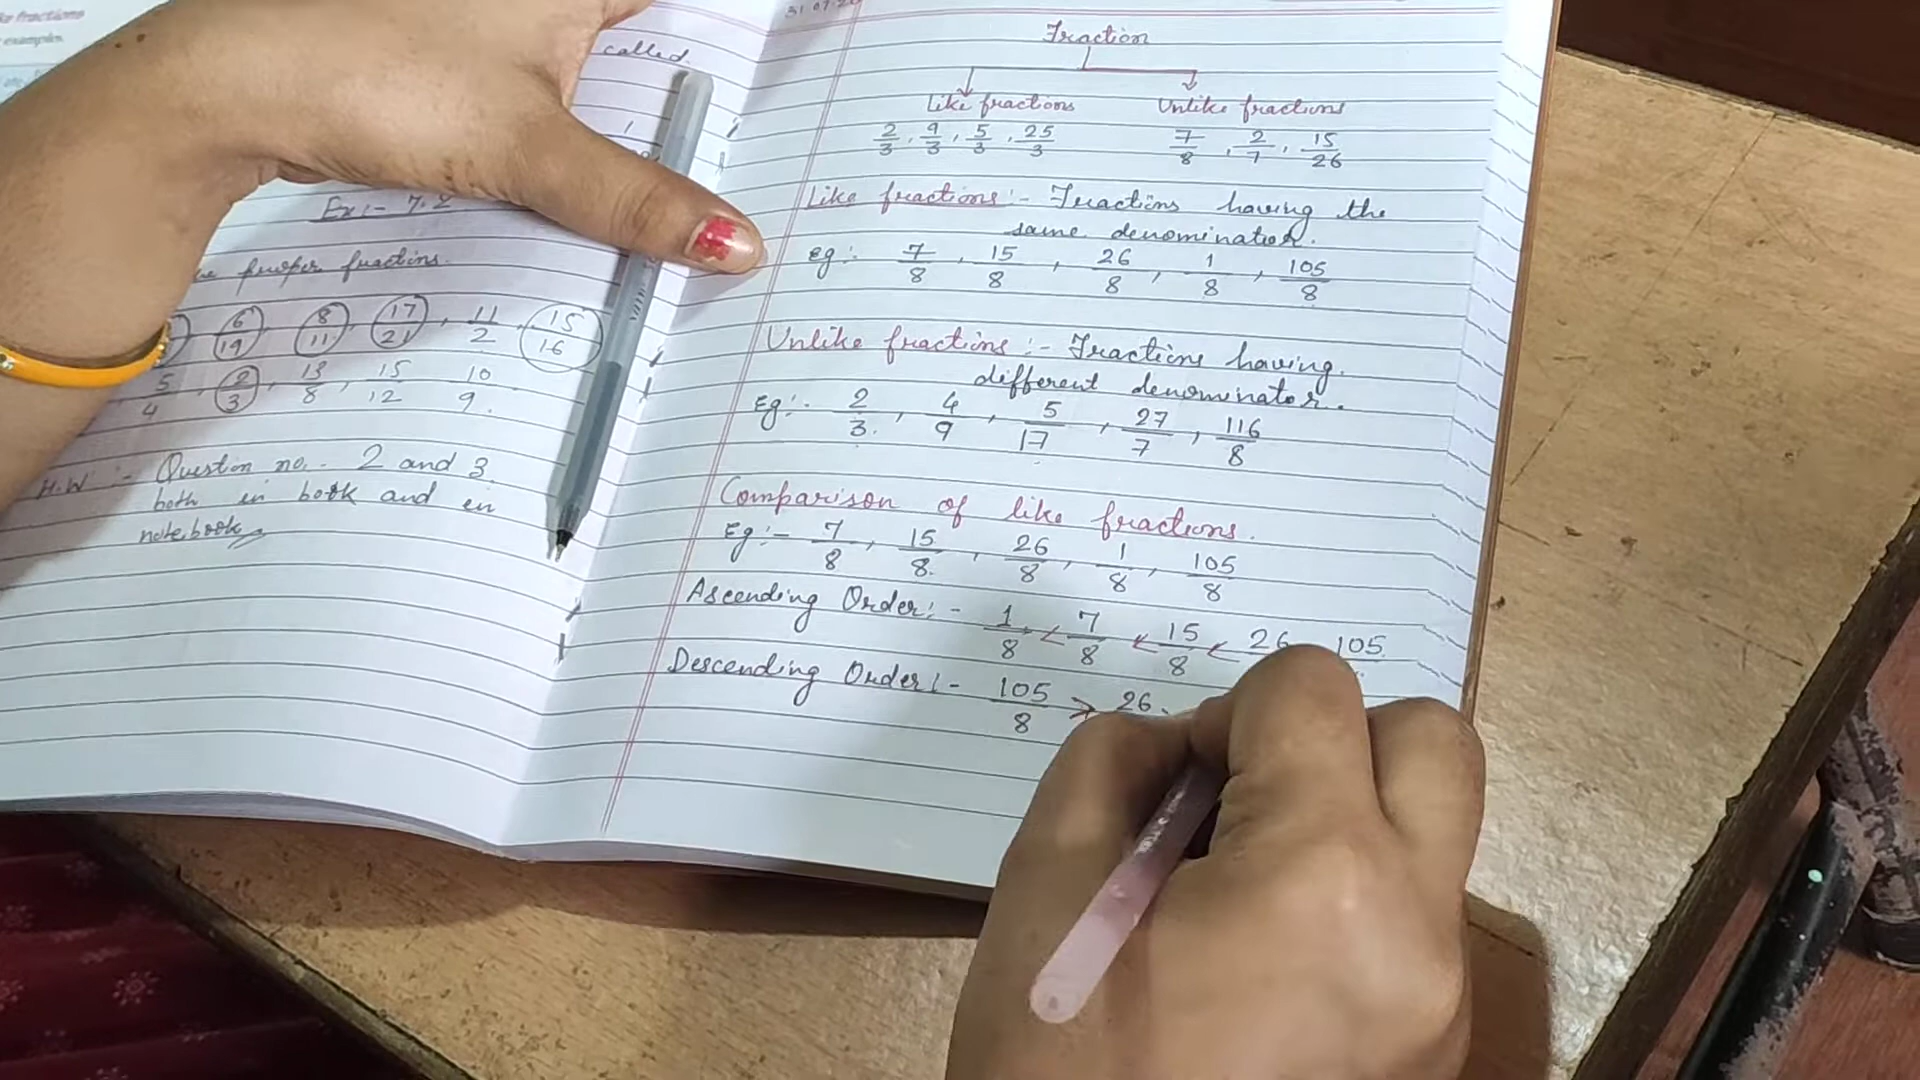 fractions
examples.
called.
Ex:- 7.2
proper fractins.
6/19, 8/11, 17/21, 11/2, 15/16
5/4, 2/3, 13/8, 15/12, 10/9.
H.W :- Question no. - 2 and 3.
both in book and in
notebook
Fraction
Like fractions Unlike fractions
2/3, 9/3, 5/3, 25/3 7/8, 2/7, 15/26
Like fractions :- Fractions having the
same denominator.
eg:- 7/8, 15/8, 26/8, 1/8, 105/8
Unlike fractions :- Fractions having.
different denominator.
Eg:- 2/3., 4/9, 5/17, 27/7, 116/8
Comparison of like fractions.
Eg:- 7/8, 15/8, 26/8, 1/8, 105/8
Ascending Order:- 1/8 < 7/8 < 15/8 < 26 105
Descending Order:- 105/8 > 26